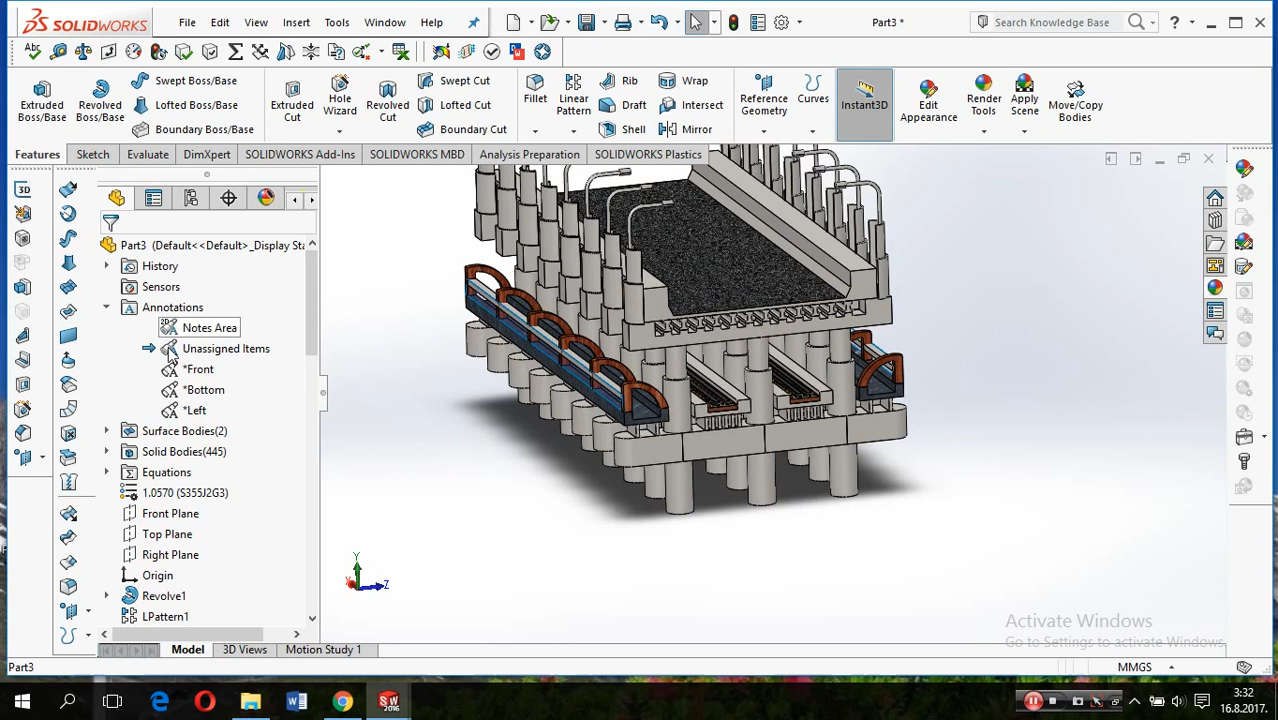 SOLIDWORKS File Edit View Insert Tools Window Help Part3 * Search Knowledge Base ?
Extruded Boss/Base
Revolved Boss/Base
Swept Boss/Base
Lofted Boss/Base
Boundary Boss/Base
Extruded Cut
Hole Wizard
Revolved Cut
Swept Cut
Lofted Cut
Boundary Cut
Fillet
Linear Pattern
Rib
Draft
Shell
Wrap
Intersect
Mirror
Reference Geometry
Curves
Instant3D
Edit Appearance
Render Tools
Apply Scene
Move/Copy Bodies
Features Sketch Evaluate DimXpert SOLIDWORKS Add-Ins SOLIDWORKS MBD Analysis Preparation SOLIDWORKS Plastics
Part3 (Default<<Default>_Display Sta
History
Sensors
Annotations
Notes Area
Unassigned Items
*Front
*Bottom
*Left
Surface Bodies(2)
Solid Bodies(445)
Equations
1.0570 (S355J2G3)
Front Plane
Top Plane
Right Plane
Origin
Revolve1
LPattern1
Y
X
Z
Activate Windows
Go to Settings to activate Windows.
Model 3D Views Motion Study 1
Part3 MMGS
3:32
16.8.2017.